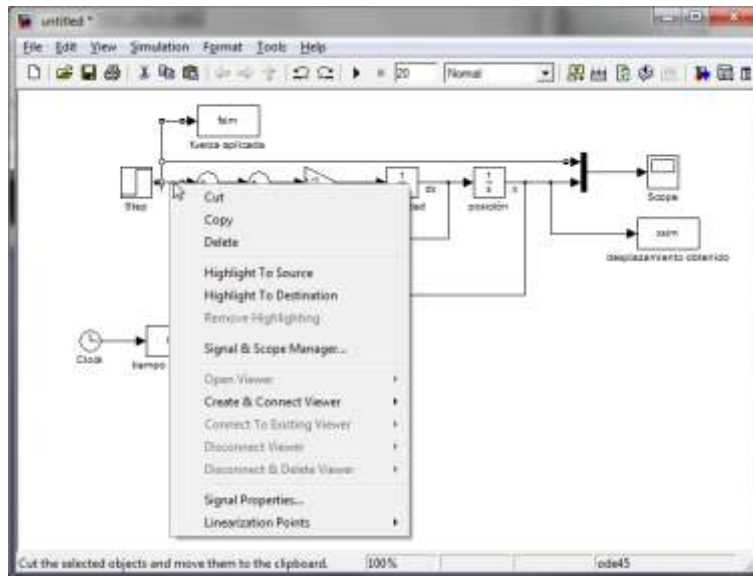 untitled *
File Edit View Simulation Format Tools Help
20 Normal
fsim
fuerza aplicada
Step
1
dx
1
s
x
posición
Scope
xsim
desplazamiento obtenido
Clock
tiempo
Cut
Copy
Delete
Highlight To Source
Highlight To Destination
Remove Highlighting
Signal & Scope Manager...
Open Viewer
Create & Connect Viewer
Connect To Existing Viewer
Disconnect Viewer
Disconnect & Delete Viewer
Signal Properties...
Linearization Points
Cut the selected objects and move them to the clipboard. 100% ode45